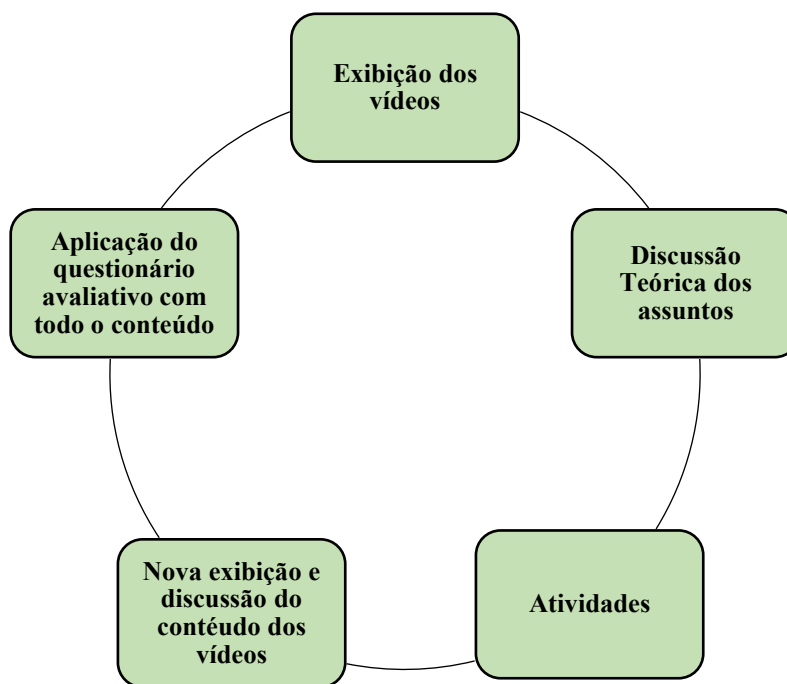 Exibição dos
vídeos
Discussão
Teórica dos
assuntos
Atividades
Nova exibição e
discussão do
contéudo dos
vídeos
Aplicação do
questionário
avaliativo com
todo o conteúdo